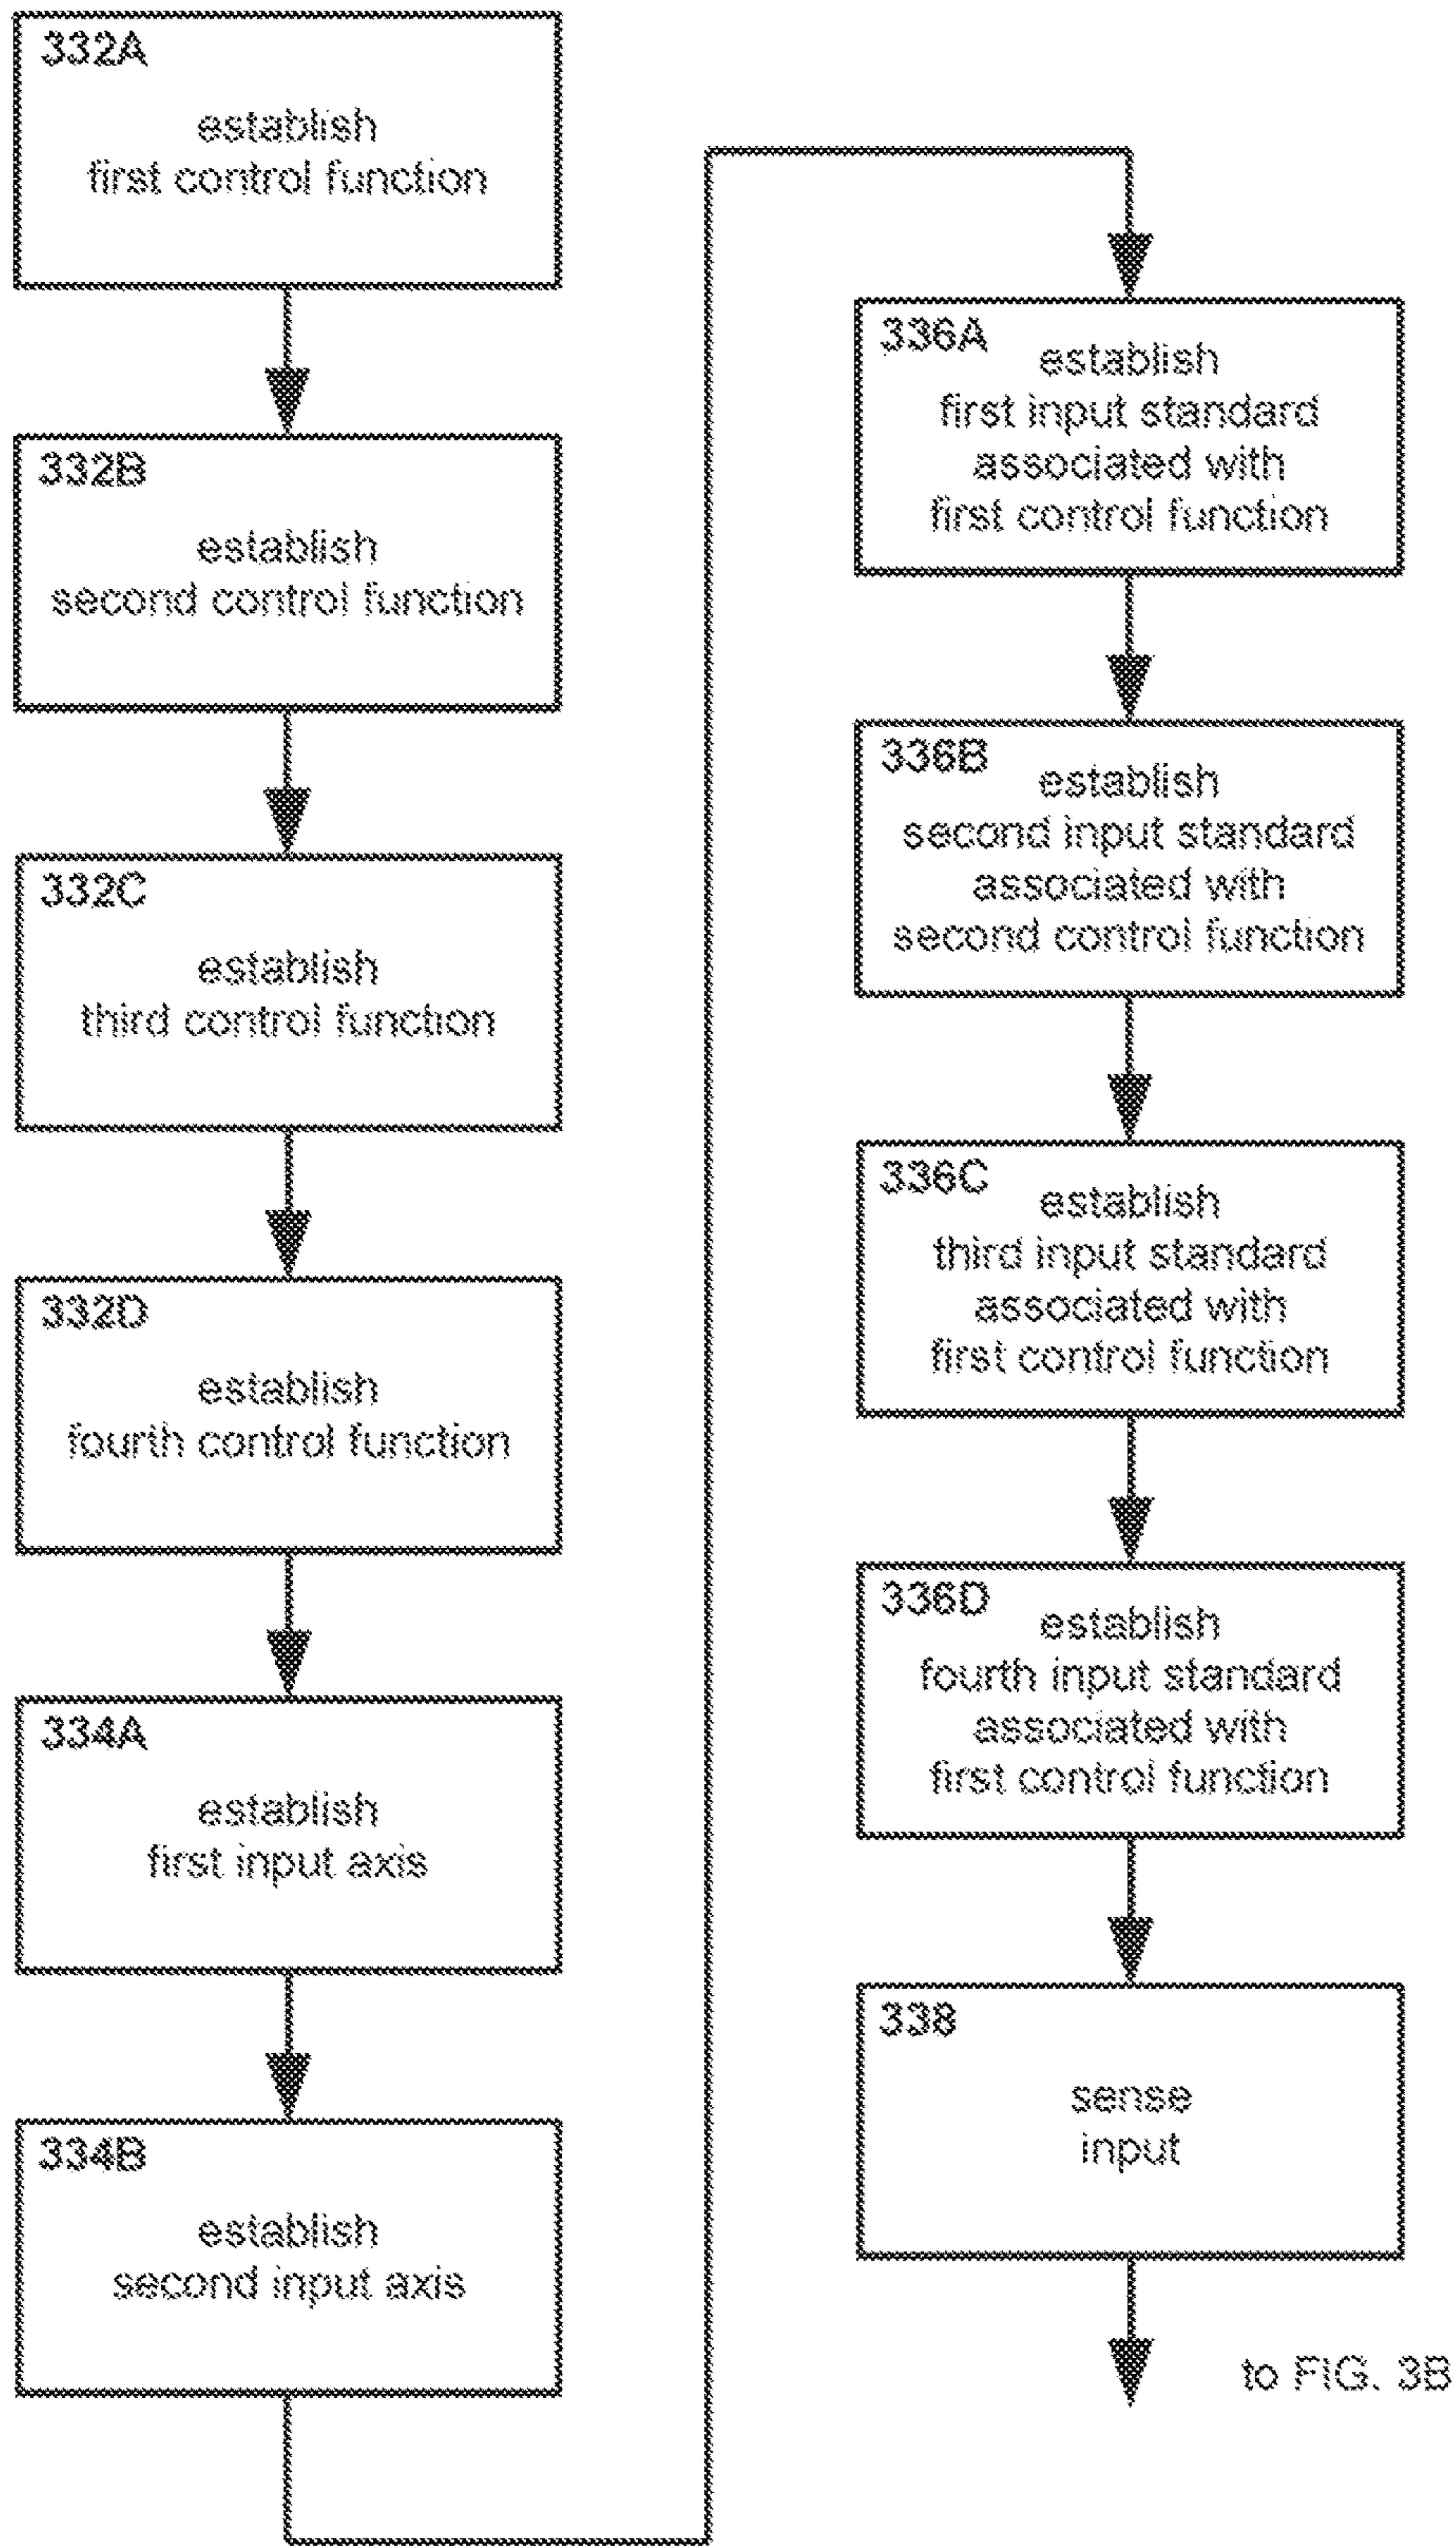 332A
establish
first control function
332B
establish
second control function
332C
establish
third control function
332D
establish
fourth control function
334A
establish
first input axis
334B
establish
second input axis
336A
establish
first input standard
associated with
first control function
336B
establish
second input standard
associated with
second control function
336C
establish
third input standard
associated with
first control function
336D
establish
fourth input standard
associated with
first control function
338
sense
input
to FIG. 3B